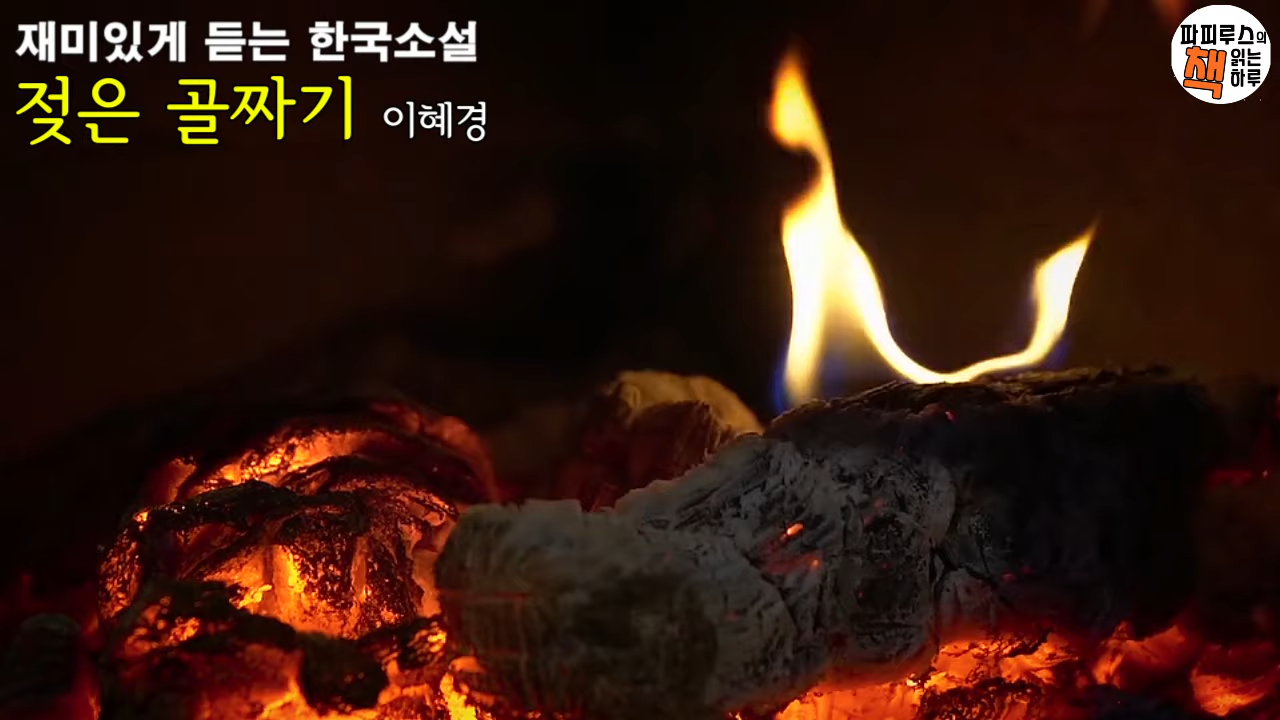 재미있게 듣는 한국소설
젖은 골짜기 이혜경
파피루스의
책 읽는
하루